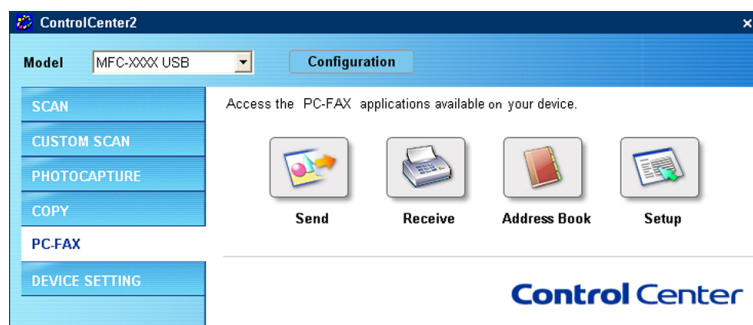 ControlCenter2
Model MFC-XXXX USB Configuration
SCAN
CUSTOM SCAN
PHOTOCAPTURE
COPY
PC-FAX
DEVICE SETTING
Access the PC-FAX applications available on your device.
Send Receive Address Book Setup
Control Center